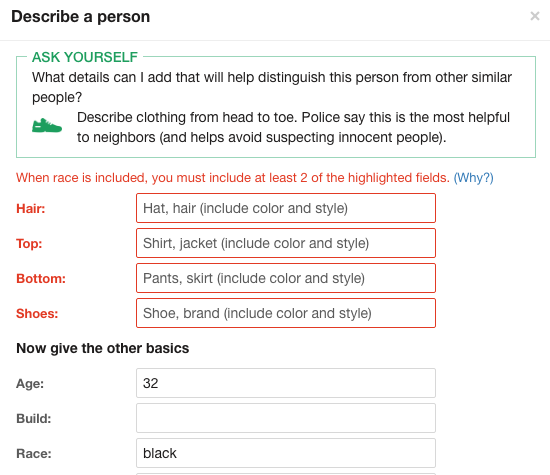 Describe a person ×
ASK YOURSELF
What details can I add that will help distinguish this person from other similar
people?
Describe clothing from head to toe. Police say this is the most helpful
to neighbors (and helps avoid suspecting innocent people).
When race is included, you must include at least 2 of the highlighted fields. (Why?)
Hair: Hat, hair (include color and style)
Top: Shirt, jacket (include color and style)
Bottom: Pants, skirt (include color and style)
Shoes: Shoe, brand (include color and style)
Now give the other basics
Age: 32
Build:
Race: black